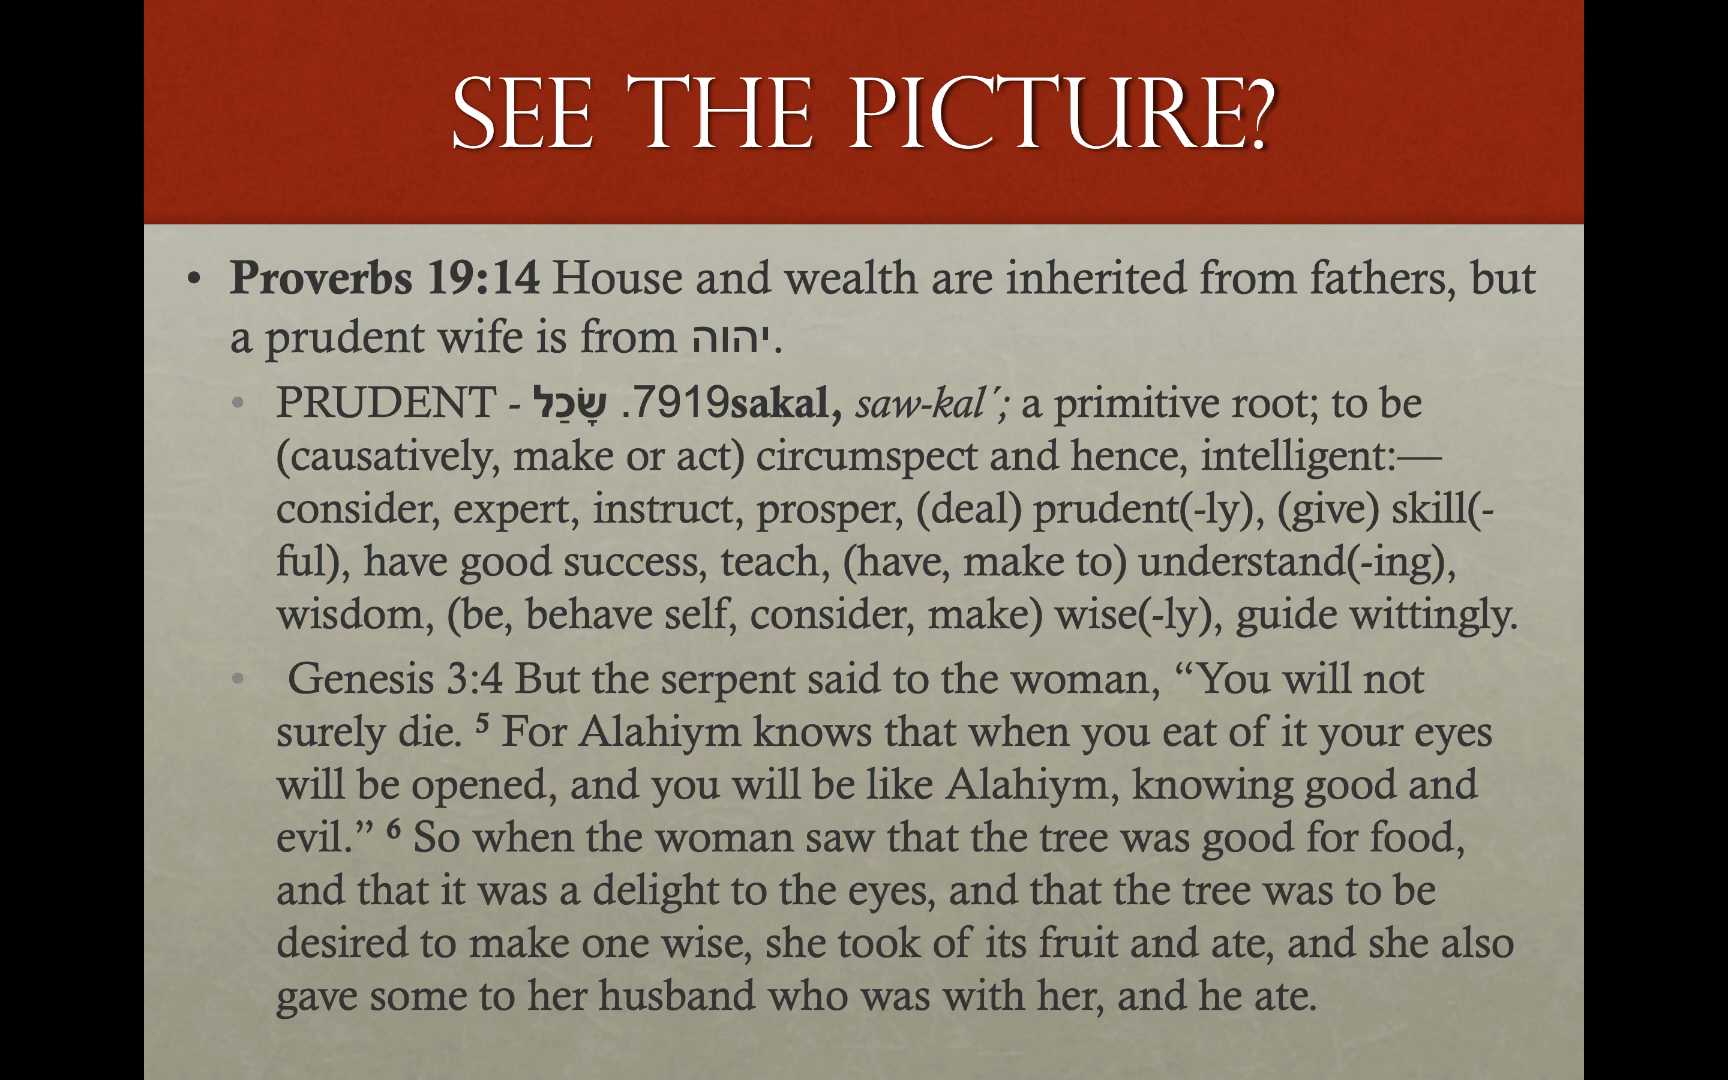 SEE THE PICTURE?
• Proverbs 19:14 House and wealth are inherited from fathers, but
a prudent wife is from יהוה.
• PRUDENT - שָׂכַל .7919sakal, saw-kal´; a primitive root; to be
(causatively, make or act) circumspect and hence, intelligent:—
consider, expert, instruct, prosper, (deal) prudent(-ly), (give) skill(-
ful), have good success, teach, (have, make to) understand(-ing),
wisdom, (be, behave self, consider, make) wise(-ly), guide wittingly.
• Genesis 3:4 But the serpent said to the woman, “You will not
surely die. ⁵ For Alahiym knows that when you eat of it your eyes
will be opened, and you will be like Alahiym, knowing good and
evil.” ⁶ So when the woman saw that the tree was good for food,
and that it was a delight to the eyes, and that the tree was to be
desired to make one wise, she took of its fruit and ate, and she also
gave some to her husband who was with her, and he ate.